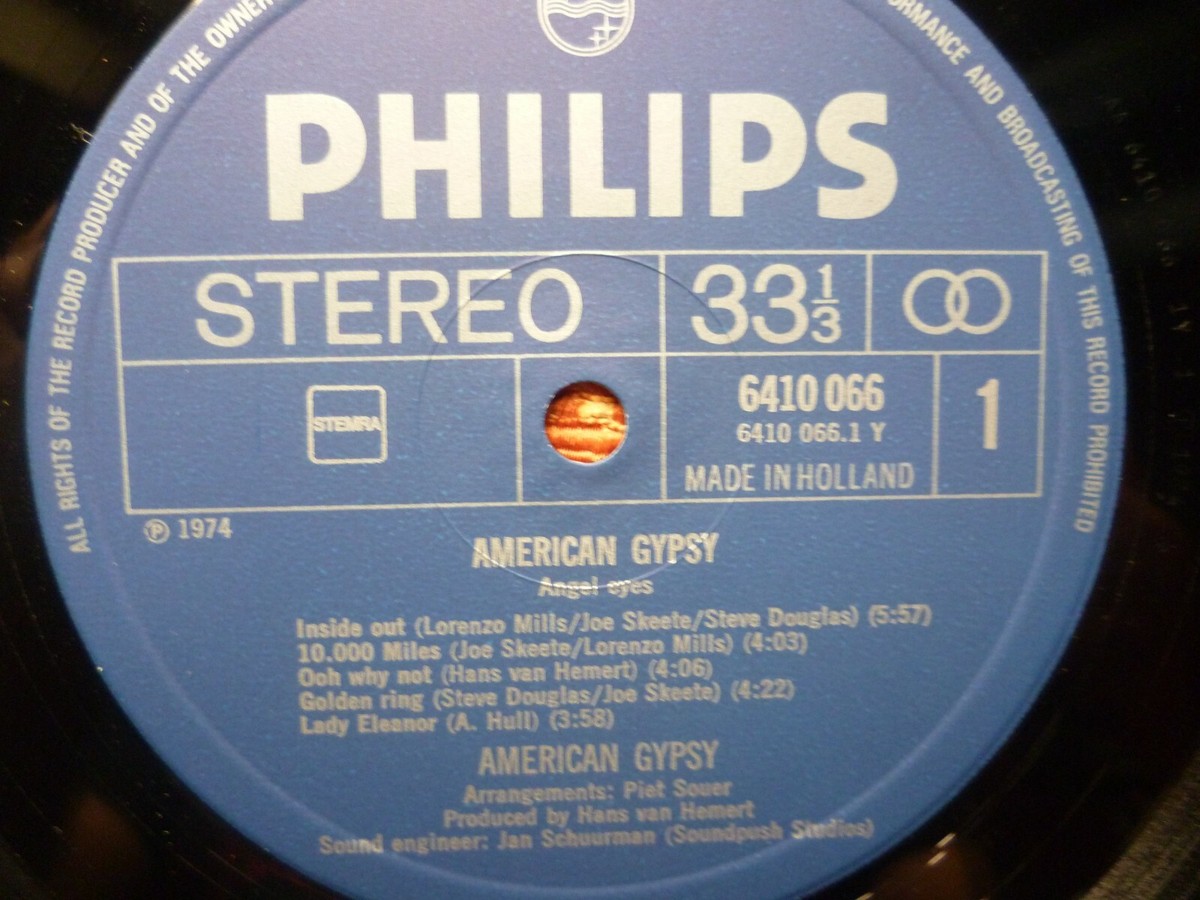 ALL RIGHTS OF THE RECORD PRODUCER AND OF THE OWNER
ORMANCE AND BROADCASTING OF THIS RECORD PROHIBITED
PHILIPS
STEREO
33 1/3
STEMRA
6410 066
6410 066.1 Y
MADE IN HOLLAND
1
℗ 1974
AMERICAN GYPSY
Angel eyes
Inside out (Lorenzo Mills/Joe Skeete/Steve Douglas) (5:57)
10.000 Miles (Joe Skeete/Lorenzo Mills) (4:03)
Ooh why not (Hans van Hemert) (4:06)
Golden ring (Steve Douglas/Joe Skeete) (4:22)
Lady Eleanor (A. Hull) (3:58)
AMERICAN GYPSY
Arrangements: Piet Souer
Produced by Hans van Hemert
Sound engineer: Jan Schuurman (Soundpush Studios)